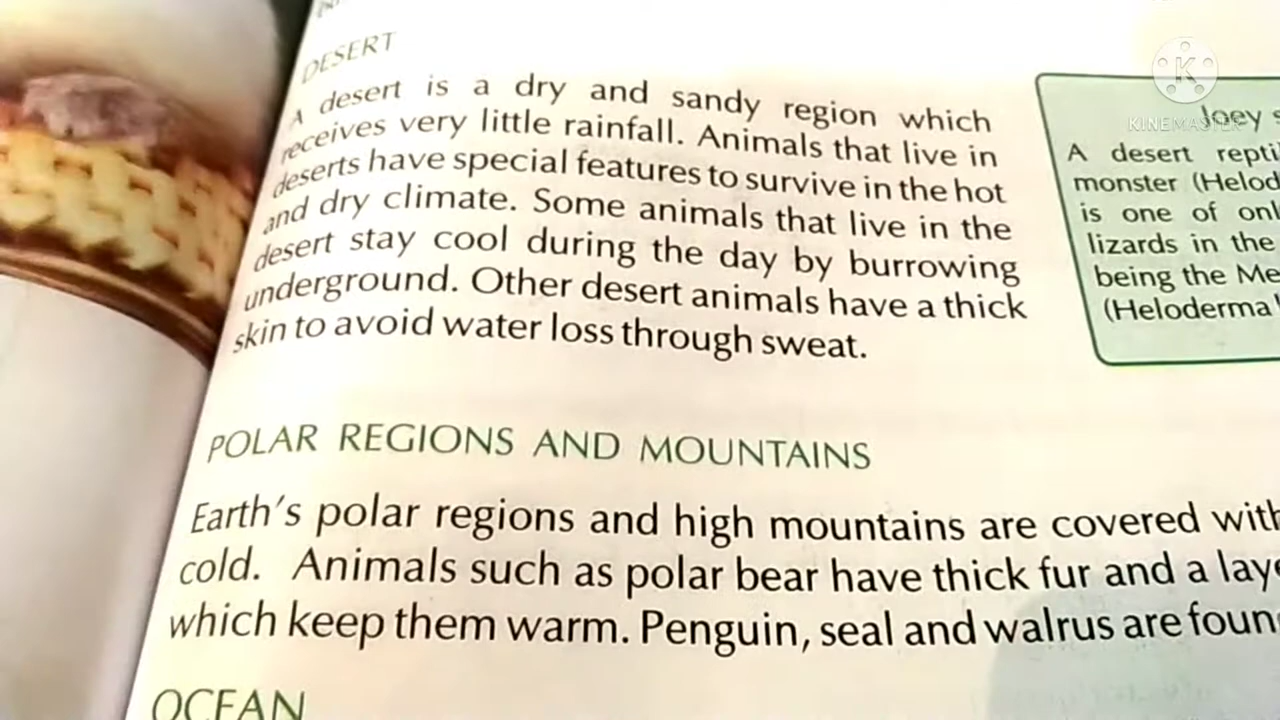 DESERT
A desert is a dry and sandy region which
receives very little rainfall. Animals that live in
deserts have special features to survive in the hot
and dry climate. Some animals that live in the
desert stay cool during the day by burrowing
underground. Other desert animals have a thick
skin to avoid water loss through sweat.
Joey s
KINEMASTER
A desert repti
monster (Helod
is one of onl
lizards in the
being the Me
(Heloderma
POLAR REGIONS AND MOUNTAINS
Earth's polar regions and high mountains are covered with
cold. Animals such as polar bear have thick fur and a laye
which keep them warm. Penguin, seal and walrus are foun
OCEAN